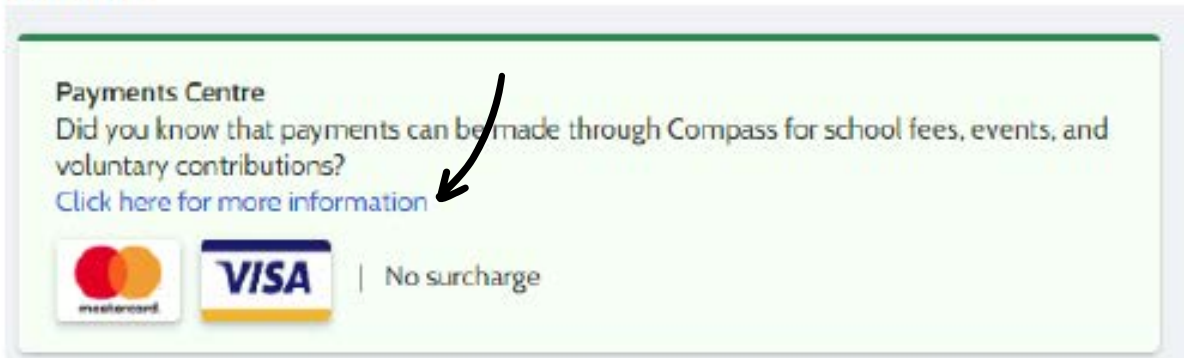 Payments Centre
Did you know that payments can be made through Compass for school fees, events, and
voluntary contributions?
Click here for more information
mastercard.
VISA
| No surcharge